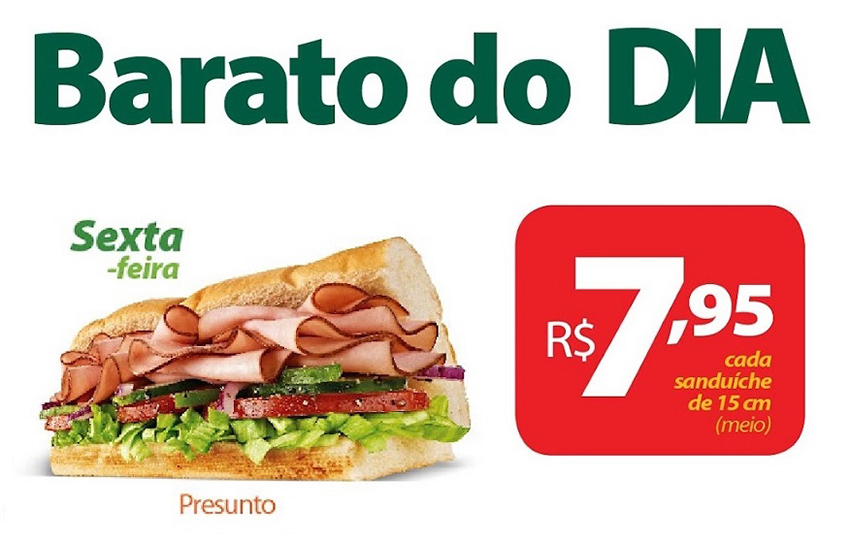 Barato do DIA
Sexta
-feira
R$ 7,95
cada
sanduíche
de 15 cm
(meio)
Presunto